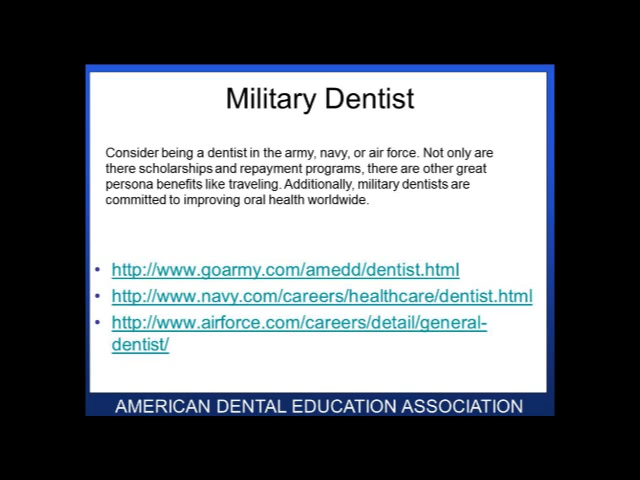 Military Dentist
Consider being a dentist in the army, navy, or air force. Not only are
there scholarships and repayment programs, there are other great
persona benefits like traveling. Additionally, military dentists are
committed to improving oral health worldwide.
• http://www.goarmy.com/amedd/dentist.html
• http://www.navy.com/careers/healthcare/dentist.html
• http://www.airforce.com/careers/detail/general-
dentist/
AMERICAN DENTAL EDUCATION ASSOCIATION